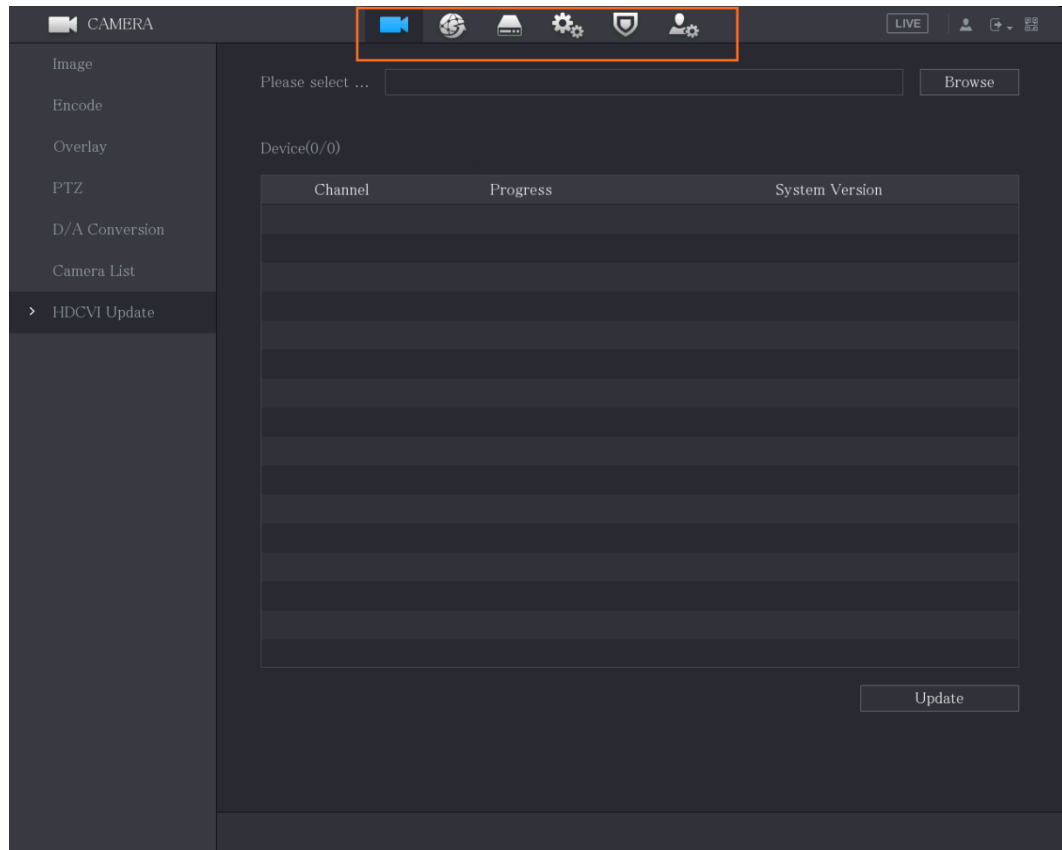 CAMERA
LIVE
Image
Encode
Overlay
PTZ
D/A Conversion
Camera List
HDCVI Update
Please select ...
Browse
Device(0/0)
Channel Progress System Version
Update